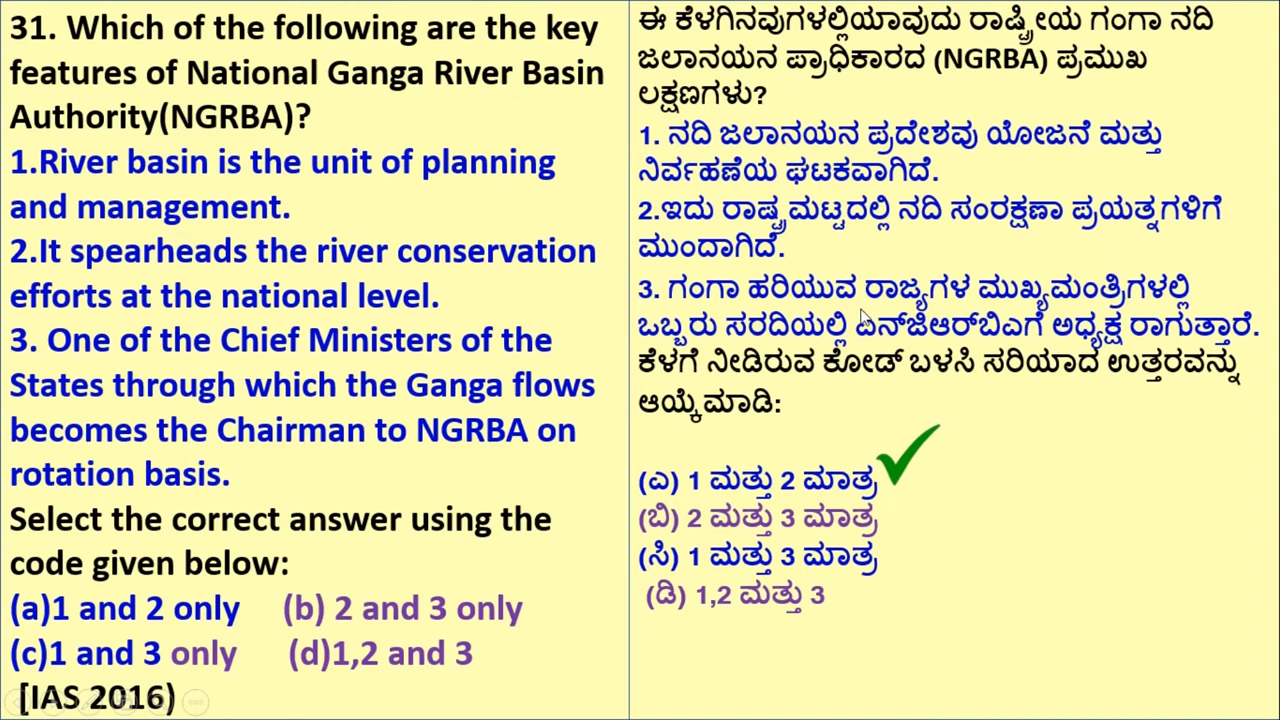 31. Which of the following are the key
features of National Ganga River Basin
Authority(NGRBA)?
1.River basin is the unit of planning
and management.
2.It spearheads the river conservation
efforts at the national level.
3. One of the Chief Ministers of the
States through which the Ganga flows
becomes the Chairman to NGRBA on
rotation basis.
Select the correct answer using the
code given below:
(a)1 and 2 only (b) 2 and 3 only
(c)1 and 3 only (d)1,2 and 3
[IAS 2016)
ಈ ಕೆಳಗಿನವುಗಳಲ್ಲಿಯಾವುದು ರಾಷ್ಟ್ರೀಯ ಗಂಗಾ ನದಿ
ಜಲಾನಯನ ಪ್ರಾಧಿಕಾರದ (NGRBA) ಪ್ರಮುಖ
ಲಕ್ಷಣಗಳು?
1. ನದಿ ಜಲಾನಯನ ಪ್ರದೇಶವು ಯೋಜನೆ ಮತ್ತು
ನಿರ್ವಹಣೆಯ ಘಟಕವಾಗಿದೆ.
2.ಇದು ರಾಷ್ಟ್ರಮಟ್ಟದಲ್ಲಿ ನದಿ ಸಂರಕ್ಷಣಾ ಪ್ರಯತ್ನಗಳಿಗೆ
ಮುಂದಾಗಿದೆ.
3. ಗಂಗಾ ಹರಿಯುವ ರಾಜ್ಯಗಳ ಮುಖ್ಯಮಂತ್ರಿಗಳಲ್ಲಿ
ಒಬ್ಬರು ಸರದಿಯಲ್ಲಿ ಎನ್‌ಜಿಆರ್‌ಬಿಎಗೆ ಅಧ್ಯಕ್ಷ ರಾಗುತ್ತಾರೆ.
ಕೆಳಗೆ ನೀಡಿರುವ ಕೋಡ್ ಬಳಸಿ ಸರಿಯಾದ ಉತ್ತರವನ್ನು
ಆಯ್ಕೆಮಾಡಿ:
(ಎ) 1 ಮತ್ತು 2 ಮಾತ್ರ
(ಬಿ) 2 ಮತ್ತು 3 ಮಾತ್ರ
(ಸಿ) 1 ಮತ್ತು 3 ಮಾತ್ರ
(ಡಿ) 1,2 ಮತ್ತು 3